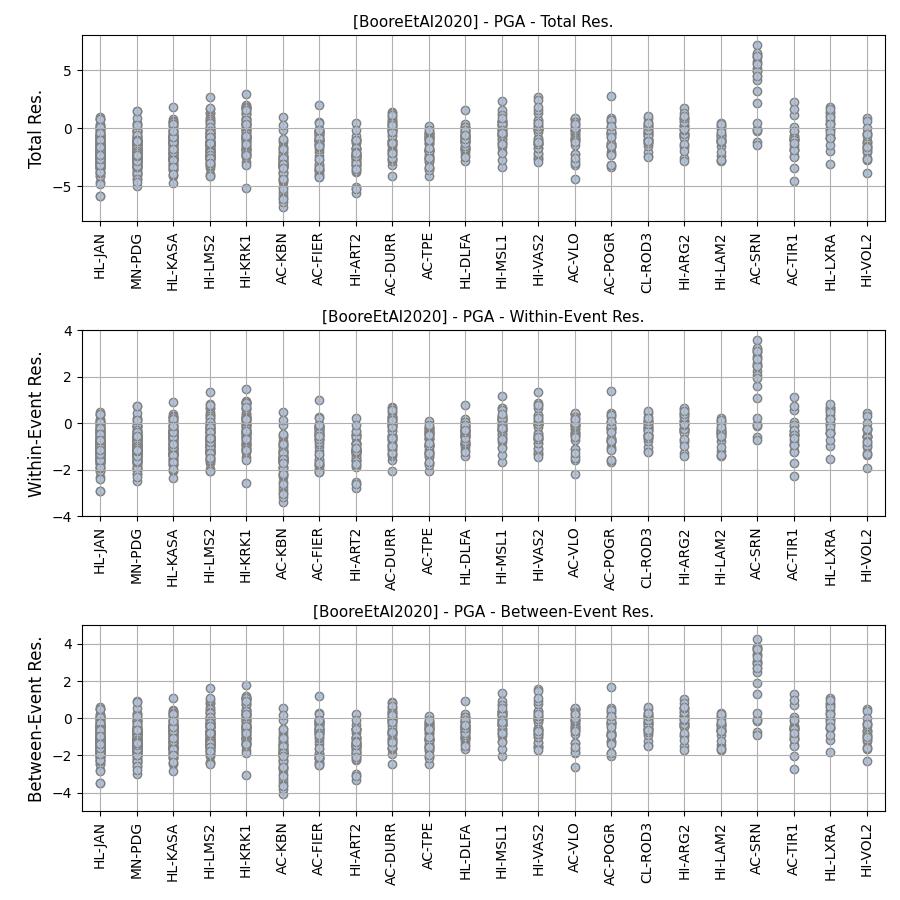 [BooreEtAl2020] - PGA - Total Res.
Total Res.
5
0
−5
HL-JAN MN-PDG HL-KASA HI-LMS2 HI-KRK1 AC-KBN AC-FIER HI-ART2 AC-DURR AC-TPE HL-DLFA HI-MSL1 HI-VAS2 AC-VLO AC-POGR CL-ROD3 HI-ARG2 HI-LAM2 AC-SRN AC-TIR1 HL-LXRA HI-VOL2
[BooreEtAl2020] - PGA - Within-Event Res.
Within-Event Res.
4
2
0
−2
−4
HL-JAN MN-PDG HL-KASA HI-LMS2 HI-KRK1 AC-KBN AC-FIER HI-ART2 AC-DURR AC-TPE HL-DLFA HI-MSL1 HI-VAS2 AC-VLO AC-POGR CL-ROD3 HI-ARG2 HI-LAM2 AC-SRN AC-TIR1 HL-LXRA HI-VOL2
[BooreEtAl2020] - PGA - Between-Event Res.
Between-Event Res.
4
2
0
−2
−4
HL-JAN MN-PDG HL-KASA HI-LMS2 HI-KRK1 AC-KBN AC-FIER HI-ART2 AC-DURR AC-TPE HL-DLFA HI-MSL1 HI-VAS2 AC-VLO AC-POGR CL-ROD3 HI-ARG2 HI-LAM2 AC-SRN AC-TIR1 HL-LXRA HI-VOL2